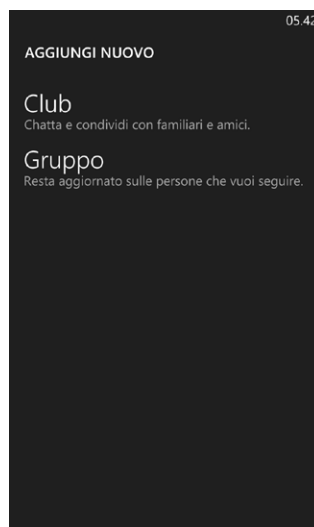 05.42
AGGIUNGI NUOVO
Club
Chatta e condividi con familiari e amici.
Gruppo
Resta aggiornato sulle persone che vuoi seguire.